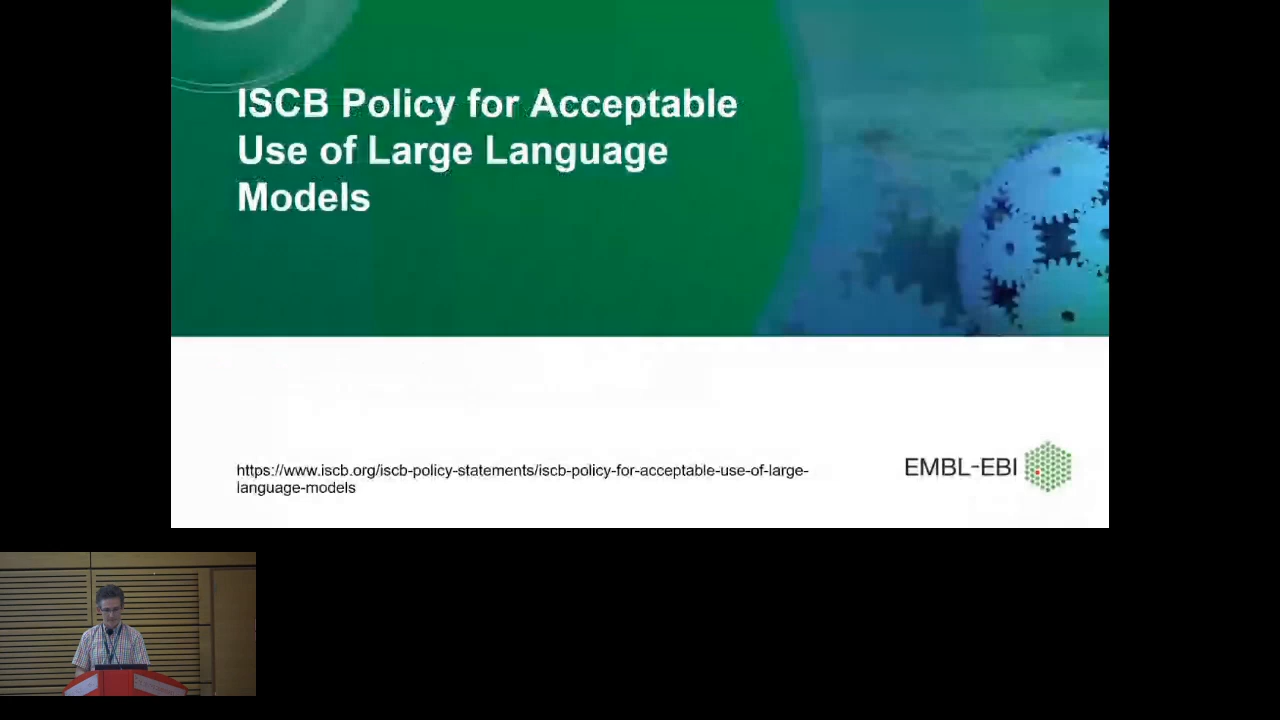 ISCB Policy for Acceptable
Use of Large Language
Models
https://www.iscb.org/iscb-policy-statements/iscb-policy-for-acceptable-use-of-large-
language-models
EMBL-EBI